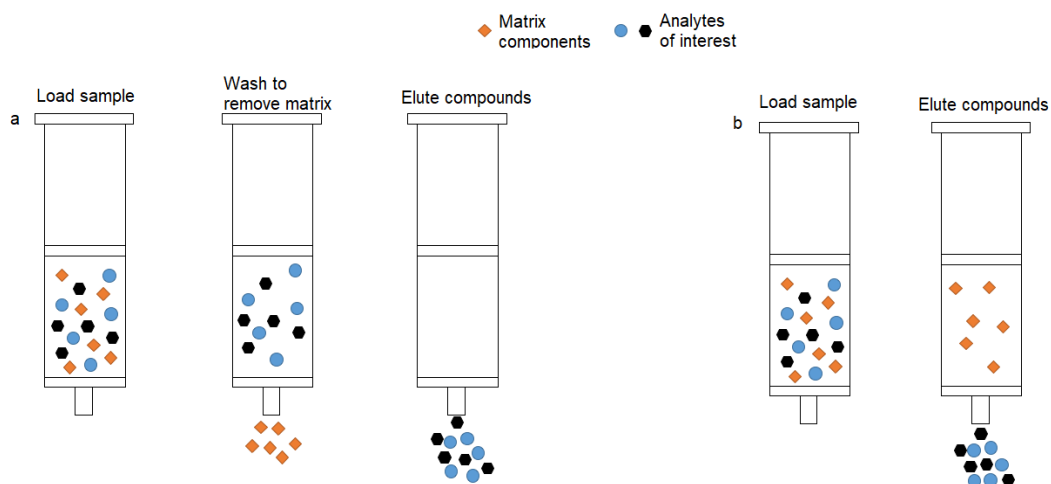 Matrix
components
Analytes
of interest
a
Load sample
Wash to
remove matrix
Elute compounds
b
Load sample
Elute compounds